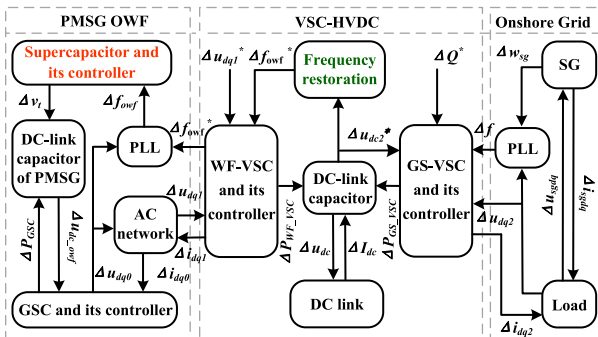 PMSG OWF
VSC-HVDC
Onshore Grid
Supercapacitor and
its controller
Δv_t
Δf_owf
DC-link
capacitor
of PMSG
PLL
Δf_owf*
ΔP_GSC
Δu_dc_owf
AC
network
Δu_dq1
Δi_dq1
Δu_dq0
Δi_dq0
GSC and its controller
Δu_dq1*
Δf_owf*
Frequency
restoration
ΔQ*
WF-VSC
and its
controller
Δu_dc2*
DC-link
capacitor
ΔP_WF_VSC
ΔP_GS_VSC
Δu_dc
ΔI_dc
DC link
GS-VSC
and its
controller
Δw_sg
SG
Δf
PLL
Δu_sgdq
Δi_sgdq
Δu_dq2
Load
Δi_dq2